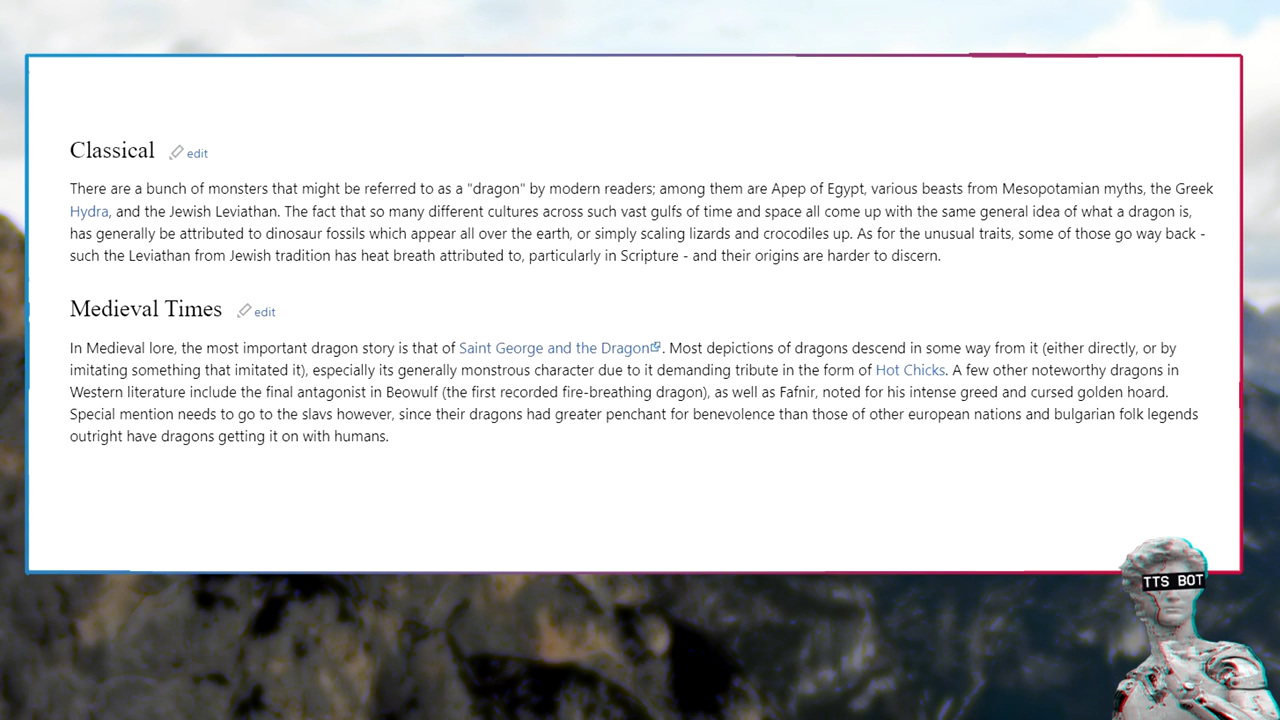 Classical edit
There are a bunch of monsters that might be referred to as a "dragon" by modern readers; among them are Apep of Egypt, various beasts from Mesopotamian myths, the Greek
Hydra, and the Jewish Leviathan. The fact that so many different cultures across such vast gulfs of time and space all come up with the same general idea of what a dragon is,
has generally be attributed to dinosaur fossils which appear all over the earth, or simply scaling lizards and crocodiles up. As for the unusual traits, some of those go way back -
such the Leviathan from Jewish tradition has heat breath attributed to, particularly in Scripture - and their origins are harder to discern.
Medieval Times edit
In Medieval lore, the most important dragon story is that of Saint George and the Dragon. Most depictions of dragons descend in some way from it (either directly, or by
imitating something that imitated it), especially its generally monstrous character due to it demanding tribute in the form of Hot Chicks. A few other noteworthy dragons in
Western literature include the final antagonist in Beowulf (the first recorded fire-breathing dragon), as well as Fafnir, noted for his intense greed and cursed golden hoard.
Special mention needs to go to the slavs however, since their dragons had greater penchant for benevolence than those of other european nations and bulgarian folk legends
outright have dragons getting it on with humans.
TTS BOT